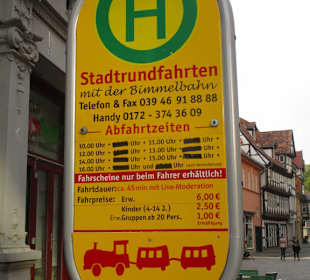 H
Stadtrundfahrten
mit der Bimmelbahn
Telefon & Fax 039 46 91 88 88
Handy 0172 - 374 36 09
Abfahrtzeiten
10.00 Uhr - 11.00 Uhr -
12.00 Uhr - 13.00 Uhr -
14.00 Uhr - 15.00 Uhr -
16.00 Uhr - Uhr
Fahrscheine nur beim Fahrer erhältlich!
Fahrtdauer: ca. 45 min mit Live-Moderation
Fahrpreise: Erw. 6,00 €
Kinder (4-14 J.) 2,50 €
Erw. Gruppen ab 20 Pers. 1,00 €
Ermäßigung